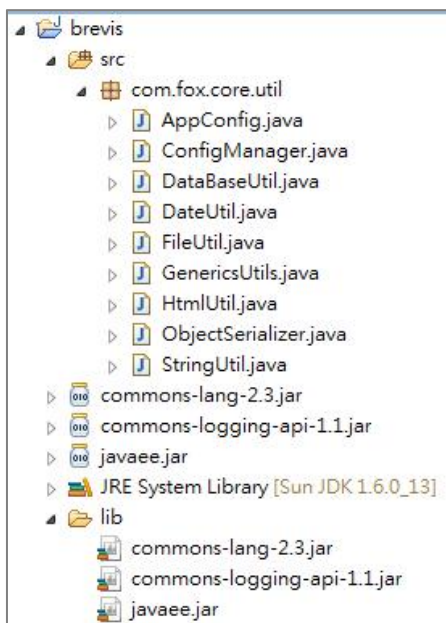 brevis
src
com.fox.core.util
AppConfig.java
ConfigManager.java
DataBaseUtil.java
DateUtil.java
FileUtil.java
GenericsUtils.java
HtmlUtil.java
ObjectSerializer.java
StringUtil.java
commons-lang-2.3.jar
commons-logging-api-1.1.jar
javaee.jar
JRE System Library [Sun JDK 1.6.0_13]
lib
commons-lang-2.3.jar
commons-logging-api-1.1.jar
javaee.jar